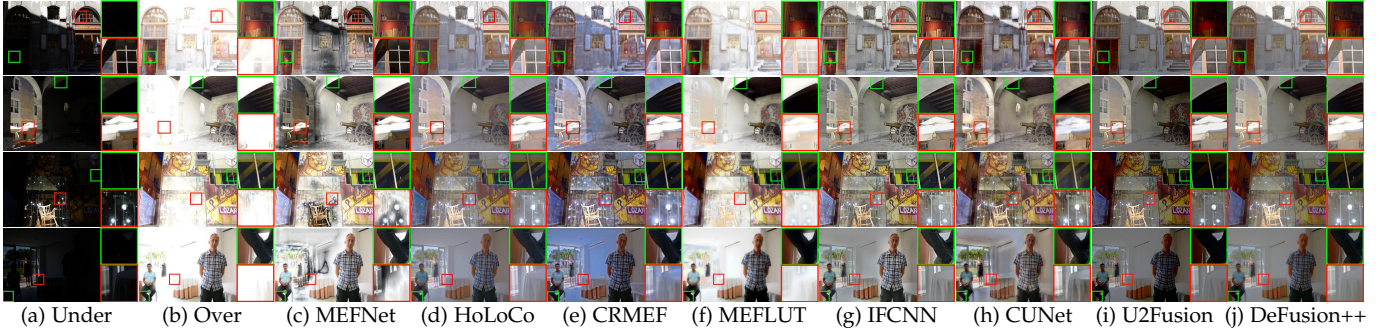 (a) Under (b) Over (c) MEFNet (d) HoLoCo (e) CRMEF (f) MEFLUT (g) IFCNN (h) CUNet (i) U2Fusion (j) DeFusion++